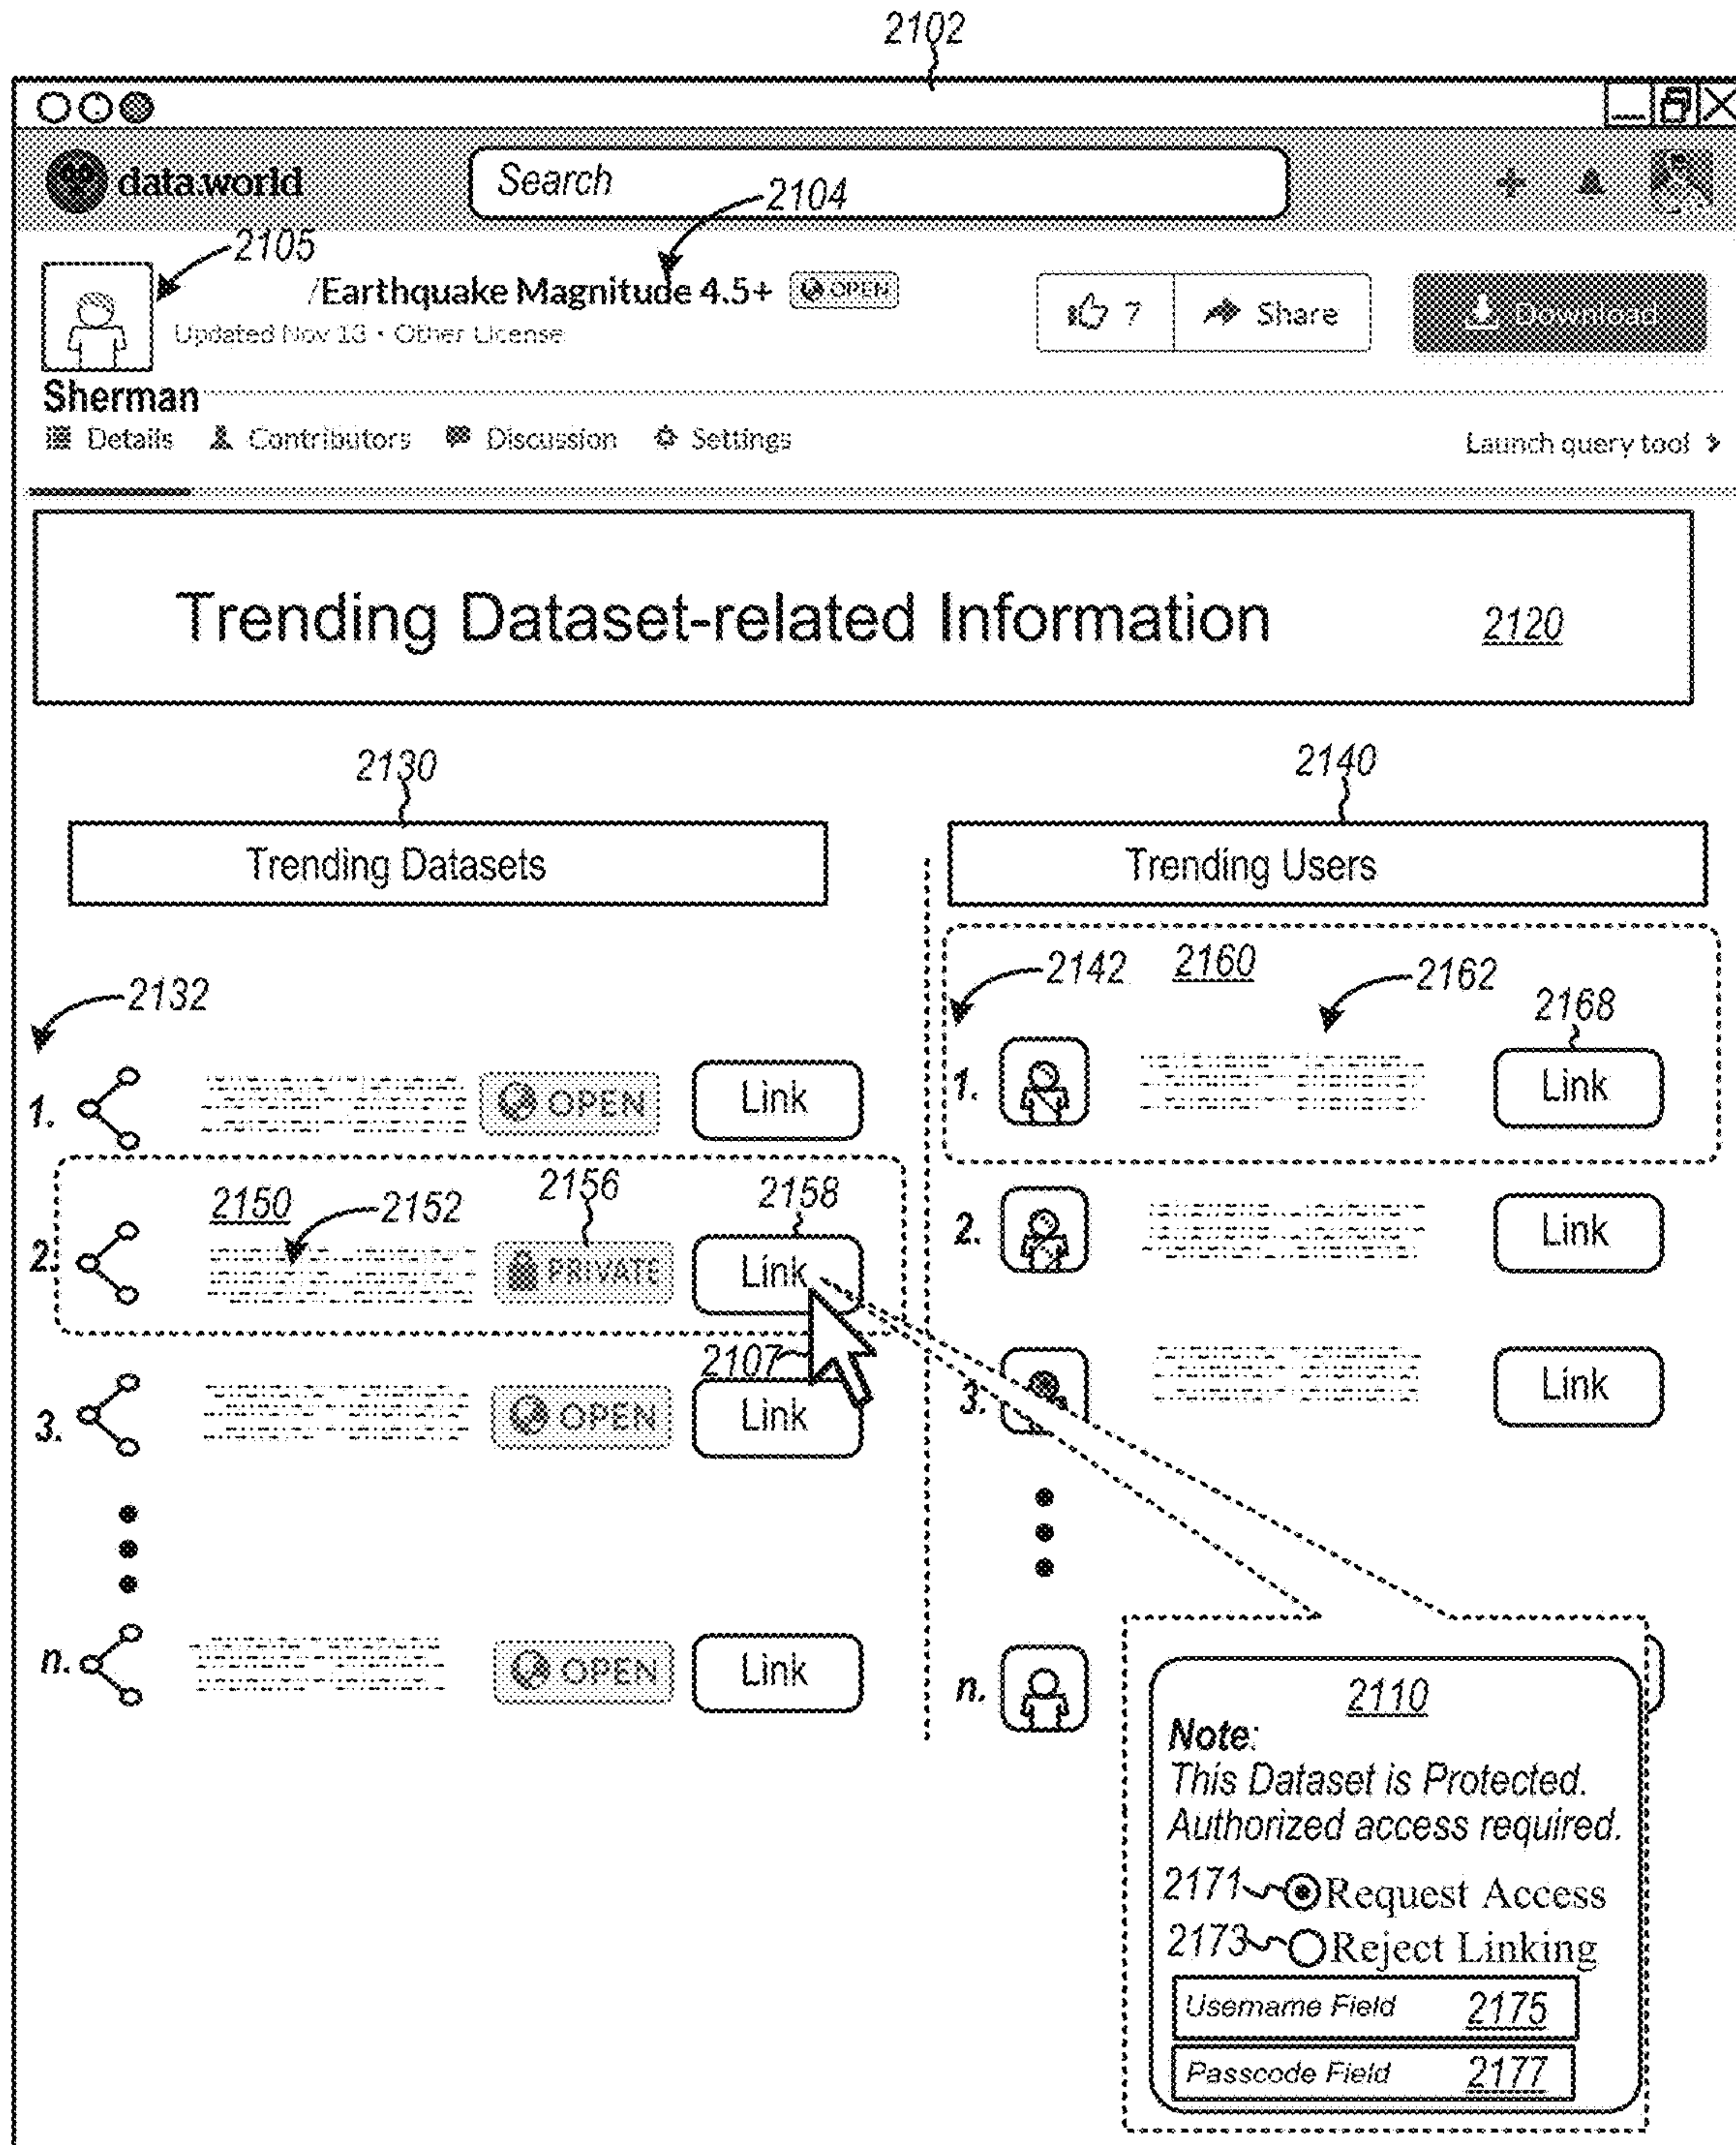 2102
data.world
Search
2104
2105
/Earthquake Magnitude 4.5+ OPEN
7 Share Download
Updated Nov 13 • Other License
Sherman
Details Contributors Discussion Settings
Launch query tool >
Trending Dataset-related Information 2120
2130 2140
Trending Datasets Trending Users
2132
1. OPEN Link
2150 2152 2156 2158
2. PRIVATE Link
2107
3. OPEN Link
n. OPEN Link
2142 2160 2162 2168
1. Link
2. Link
3. Link
n.
2110
Note:
This Dataset is Protected.
Authorized access required.
2171 Request Access
2173 Reject Linking
Username Field 2175
Passcode Field 2177